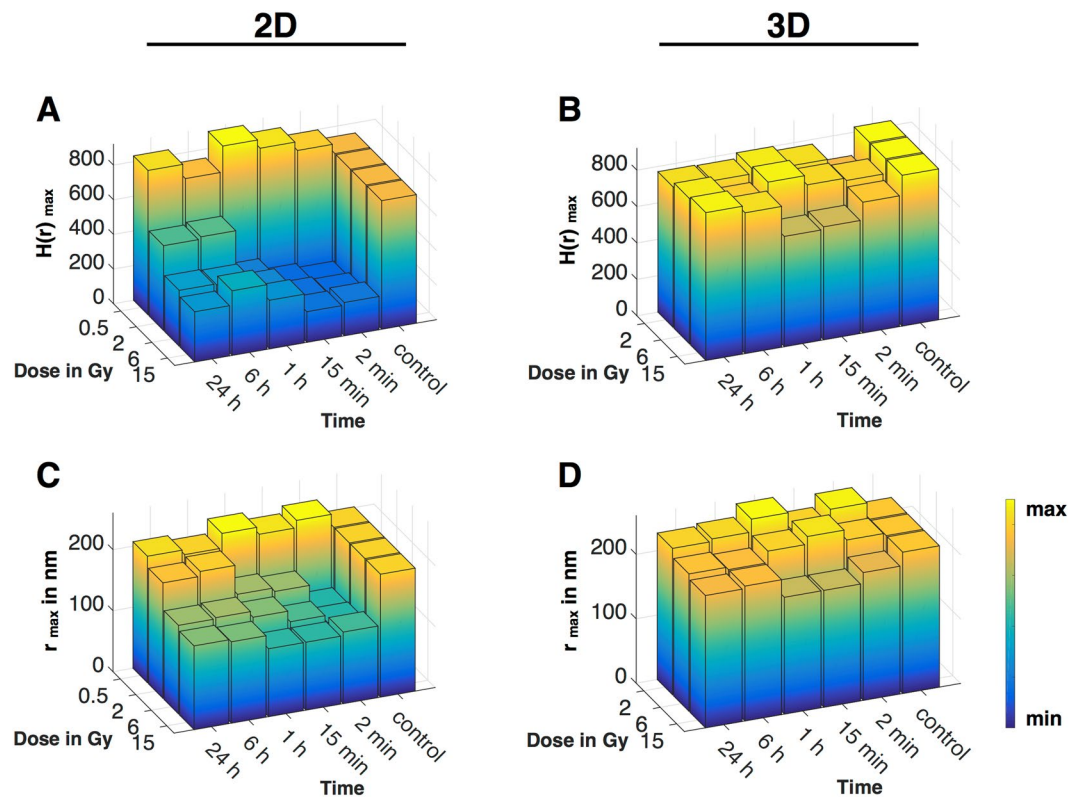 2D
3D
A
H(r) max
800
600
400
200
0
0.5
2
6
15
Dose in Gy
24 h
6 h
1 h
15 min
2 min
control
Time
B
H(r) max
800
600
400
200
0
2
6
15
Dose in Gy
24 h
6 h
1 h
15 min
2 min
control
Time
C
r max in nm
200
100
0
0.5
2
6
15
Dose in Gy
24 h
6 h
1 h
15 min
2 min
control
Time
D
r max in nm
200
100
0
2
6
15
Dose in Gy
24 h
6 h
1 h
15 min
2 min
control
Time
max
min